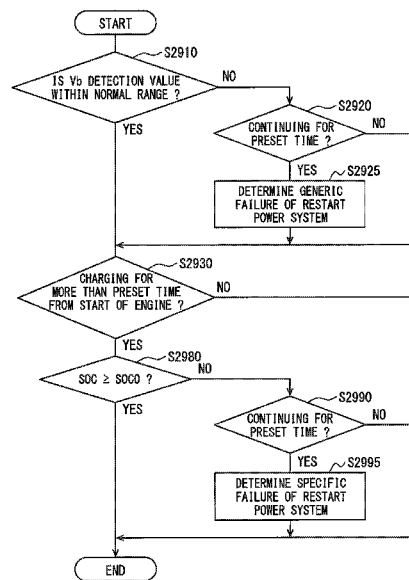 START
S2910
IS Vb DETECTION VALUE
WITHIN NORMAL RANGE ?
NO
YES
S2920
CONTINUING FOR
PRESET TIME ?
NO
YES
S2925
DETERMINE GENERIC
FAILURE OF RESTART
POWER SYSTEM
S2930
CHARGING FOR
MORE THAN PRESET TIME
FROM START OF ENGINE ?
NO
YES
S2980
SOC ≥ SOC0 ?
NO
YES
S2990
CONTINUING FOR
PRESET TIME ?
NO
YES
S2995
DETERMINE SPECIFIC
FAILURE OF RESTART
POWER SYSTEM
END